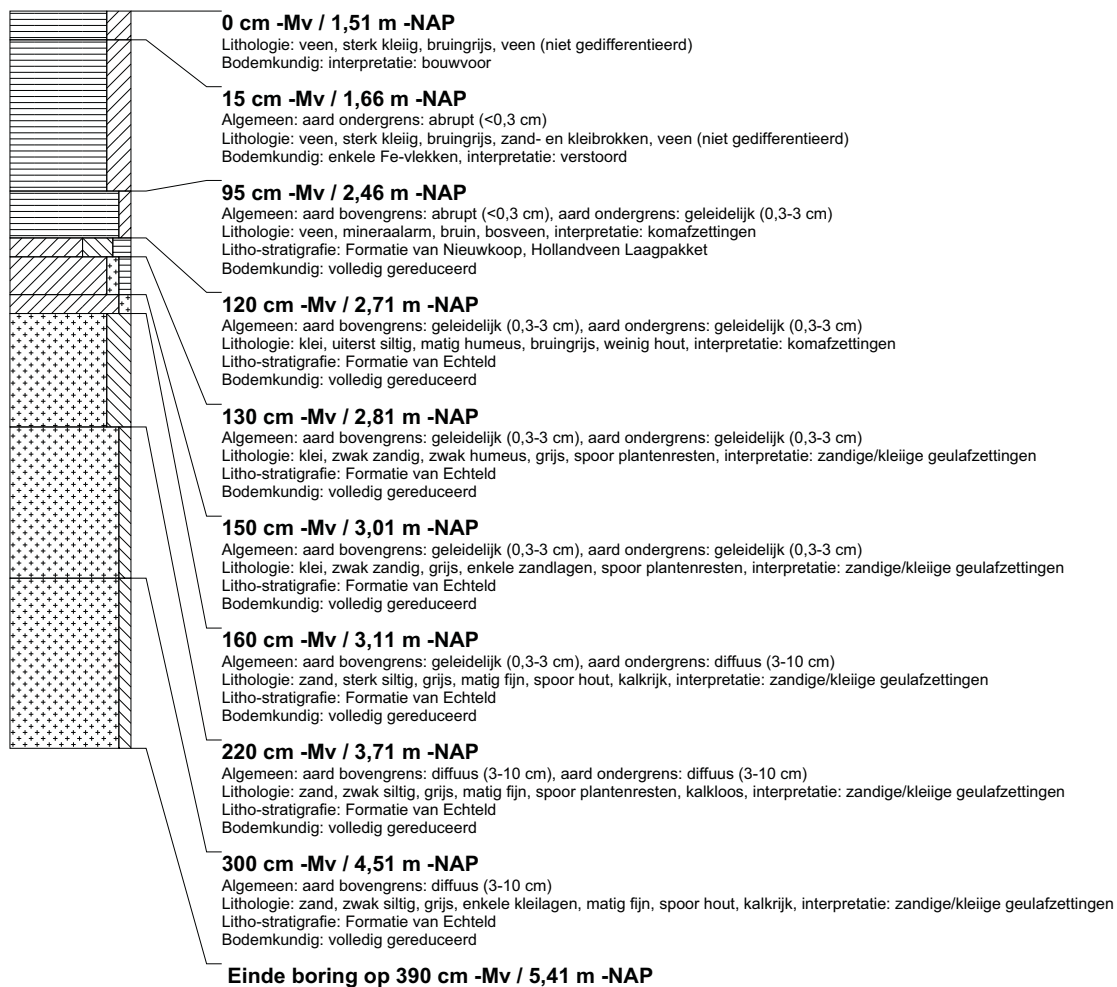 0 cm -Mv / 1,51 m -NAP
Lithologie: veen, sterk kleiig, bruingrijs, veen (niet gedifferentieerd)
Bodemkundig: interpretatie: bouwvoor
15 cm -Mv / 1,66 m -NAP
Algemeen: aard ondergrens: abrupt (<0,3 cm)
Lithologie: veen, sterk kleiig, bruingrijs, zand- en kleibrokken, veen (niet gedifferentieerd)
Bodemkundig: enkele Fe-vlekken, interpretatie: verstoord
95 cm -Mv / 2,46 m -NAP
Algemeen: aard bovengrens: abrupt (<0,3 cm), aard ondergrens: geleidelijk (0,3-3 cm)
Lithologie: veen, mineraalarm, bruin, bosveen, interpretatie: komafzettingen
Litho-stratigrafie: Formatie van Nieuwkoop, Hollandveen Laagpakket
Bodemkundig: volledig gereduceerd
120 cm -Mv / 2,71 m -NAP
Algemeen: aard bovengrens: geleidelijk (0,3-3 cm), aard ondergrens: geleidelijk (0,3-3 cm)
Lithologie: klei, uiterst siltig, matig humeus, bruingrijs, weinig hout, interpretatie: komafzettingen
Litho-stratigrafie: Formatie van Echteld
Bodemkundig: volledig gereduceerd
130 cm -Mv / 2,81 m -NAP
Algemeen: aard bovengrens: geleidelijk (0,3-3 cm), aard ondergrens: geleidelijk (0,3-3 cm)
Lithologie: klei, zwak zandig, zwak humeus, grijs, spoor plantenresten, interpretatie: zandige/kleiige geulafzettingen
Litho-stratigrafie: Formatie van Echteld
Bodemkundig: volledig gereduceerd
150 cm -Mv / 3,01 m -NAP
Algemeen: aard bovengrens: geleidelijk (0,3-3 cm), aard ondergrens: geleidelijk (0,3-3 cm)
Lithologie: klei, zwak zandig, grijs, enkele zandlagen, spoor plantenresten, interpretatie: zandige/kleiige geulafzettingen
Litho-stratigrafie: Formatie van Echteld
Bodemkundig: volledig gereduceerd
160 cm -Mv / 3,11 m -NAP
Algemeen: aard bovengrens: geleidelijk (0,3-3 cm), aard ondergrens: diffuus (3-10 cm)
Lithologie: zand, sterk siltig, grijs, matig fijn, spoor hout, kalkrijk, interpretatie: zandige/kleiige geulafzettingen
Litho-stratigrafie: Formatie van Echteld
Bodemkundig: volledig gereduceerd
220 cm -Mv / 3,71 m -NAP
Algemeen: aard bovengrens: diffuus (3-10 cm), aard ondergrens: diffuus (3-10 cm)
Lithologie: zand, zwak siltig, grijs, matig fijn, spoor plantenresten, kalkloos, interpretatie: zandige/kleiige geulafzettingen
Litho-stratigrafie: Formatie van Echteld
Bodemkundig: volledig gereduceerd
300 cm -Mv / 4,51 m -NAP
Algemeen: aard bovengrens: diffuus (3-10 cm)
Lithologie: zand, zwak siltig, grijs, enkele kleilagen, matig fijn, spoor hout, kalkrijk, interpretatie: zandige/kleiige geulafzettingen
Litho-stratigrafie: Formatie van Echteld
Bodemkundig: volledig gereduceerd
Einde boring op 390 cm -Mv / 5,41 m -NAP